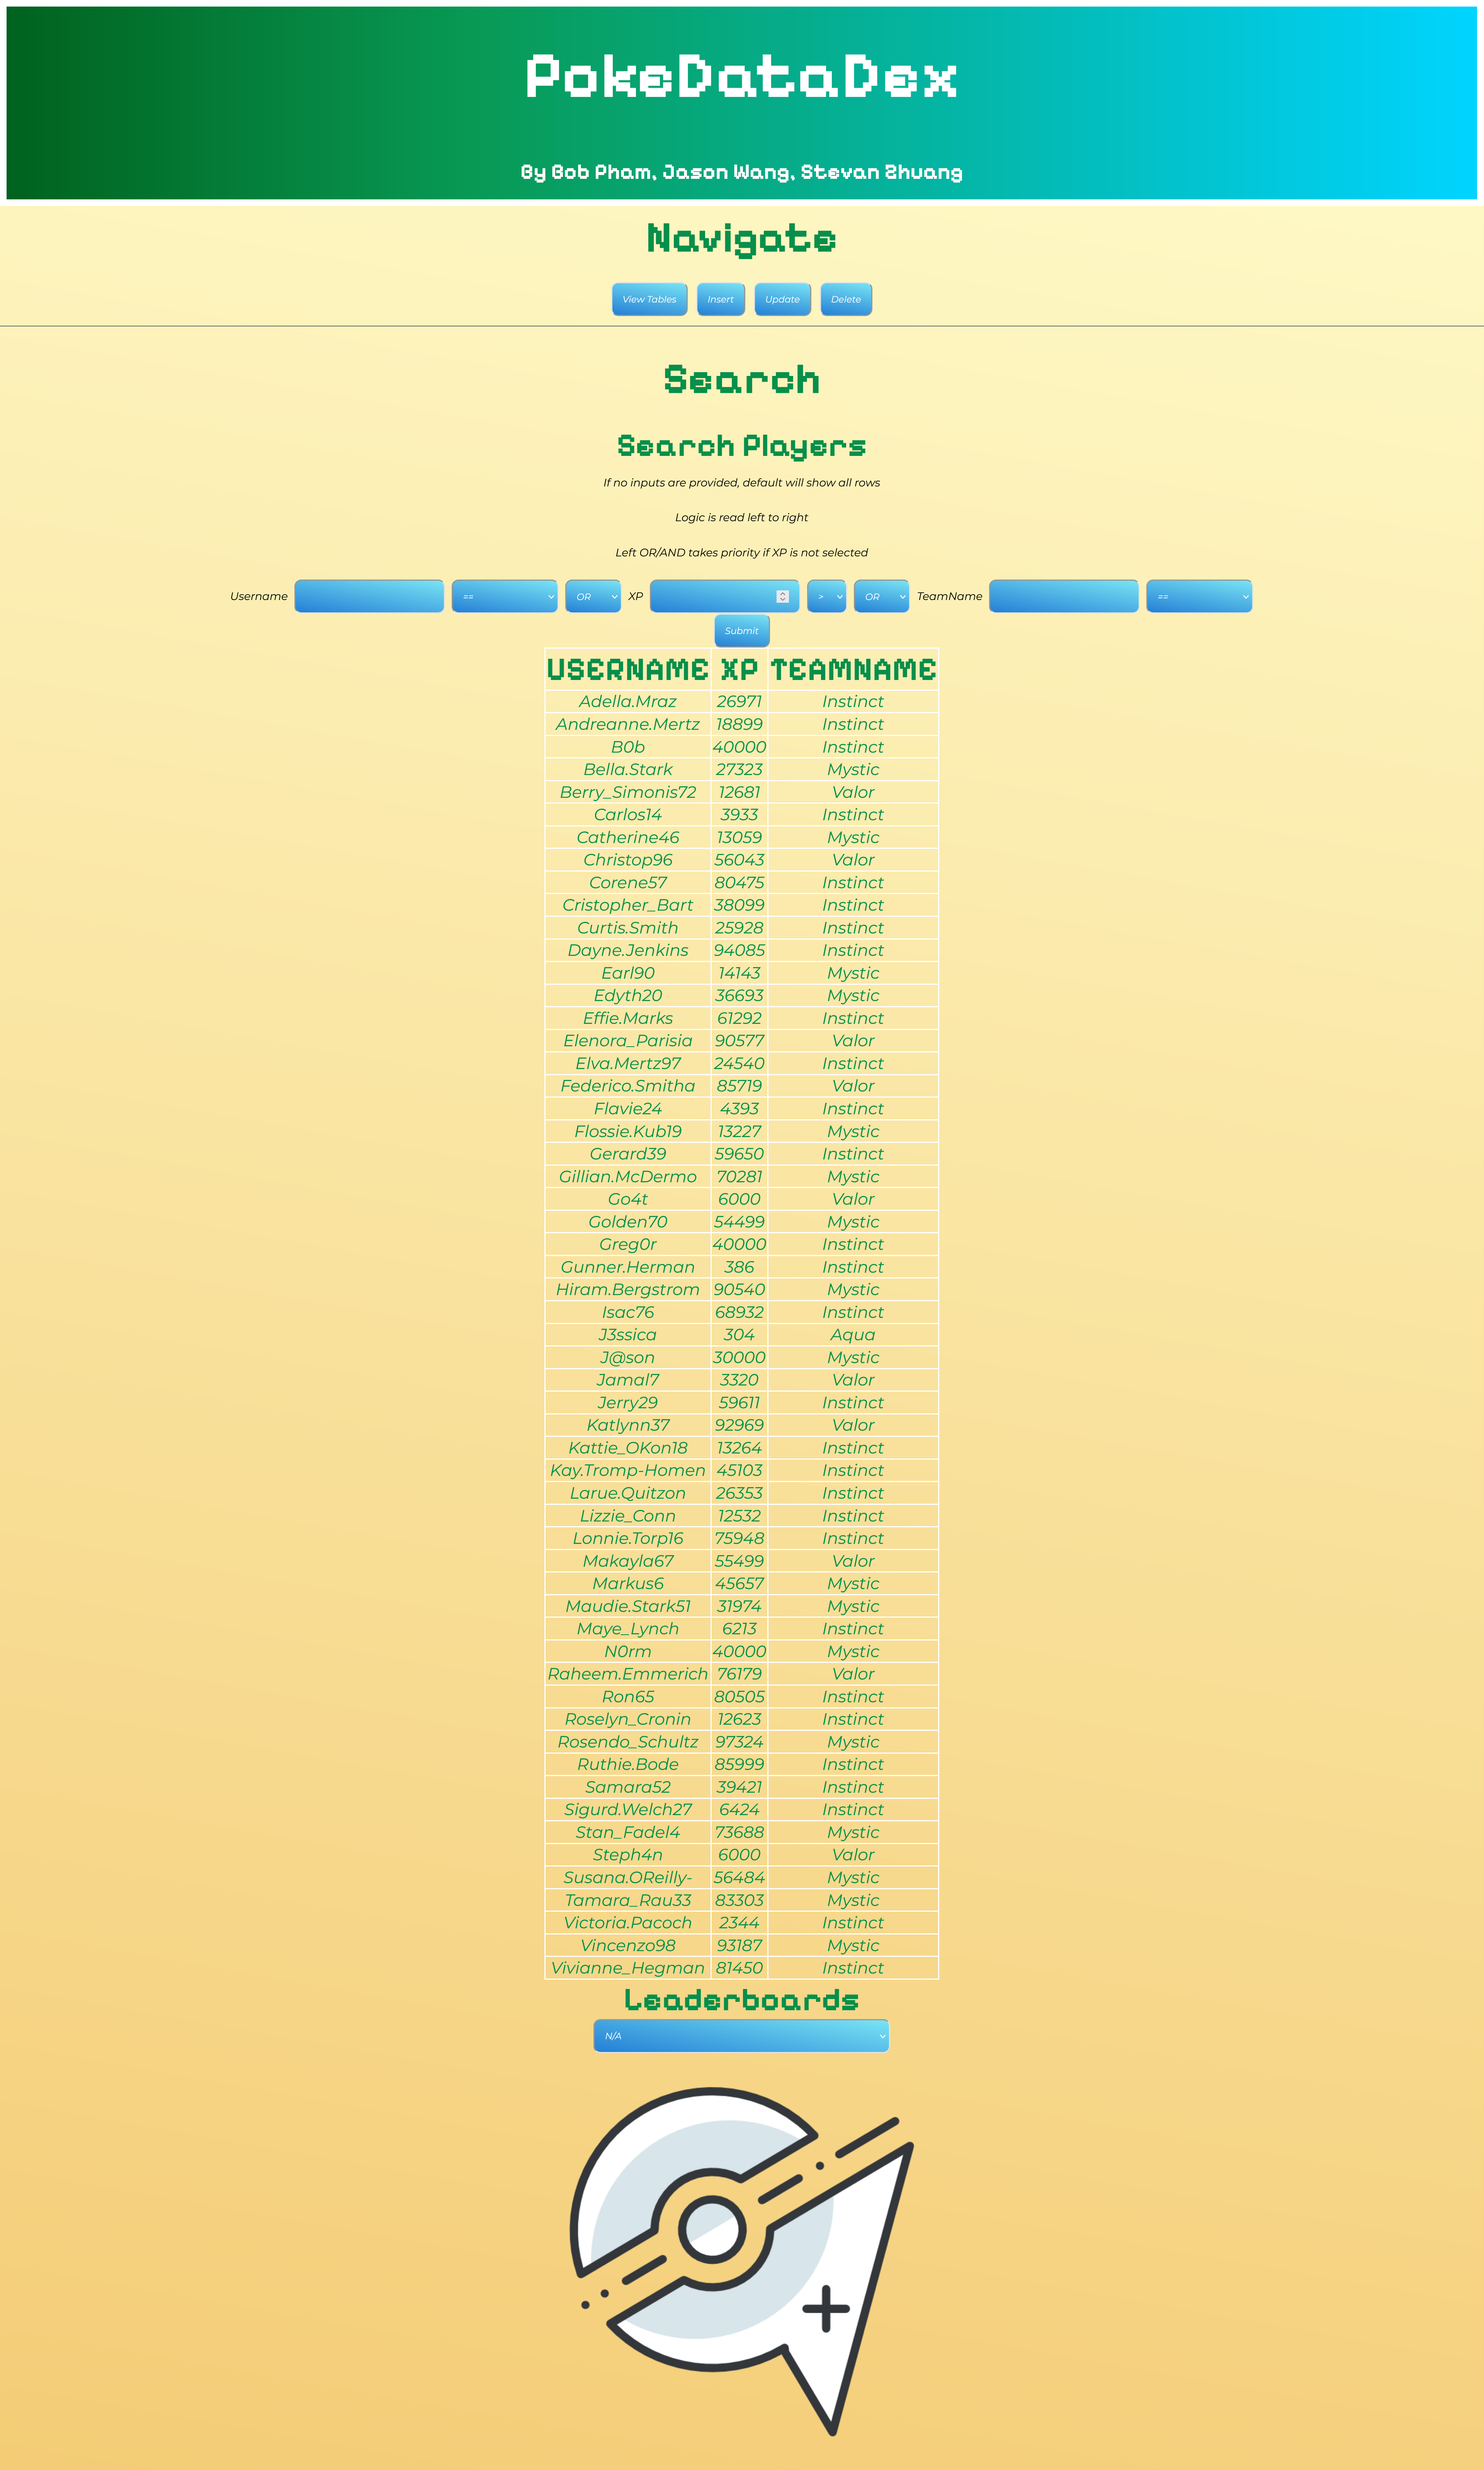 PokeDataDex
By Bob Pham, Jason Wang, Stevan Zhuang
Navigate
View Tables Insert Update Delete
Search
Search Players
If no inputs are provided, default will show all rows
Logic is read left to right
Left OR/AND takes priority if XP is not selected
Username == OR XP > OR TeamName ==
Submit
USERNAME XP TEAMNAME
Adella.Mraz 26971 Instinct
Andreanne.Mertz 18899 Instinct
B0b 40000 Instinct
Bella.Stark 27323 Mystic
Berry_Simonis72 12681 Valor
Carlos14 3933 Instinct
Catherine46 13059 Mystic
Christop96 56043 Valor
Corene57 80475 Instinct
Cristopher_Bart 38099 Instinct
Curtis.Smith 25928 Instinct
Dayne.Jenkins 94085 Instinct
Earl90 14143 Mystic
Edyth20 36693 Mystic
Effie.Marks 61292 Instinct
Elenora_Parisia 90577 Valor
Elva.Mertz97 24540 Instinct
Federico.Smitha 85719 Valor
Flavie24 4393 Instinct
Flossie.Kub19 13227 Mystic
Gerard39 59650 Instinct
Gillian.McDermo 70281 Mystic
Go4t 6000 Valor
Golden70 54499 Mystic
Greg0r 40000 Instinct
Gunner.Herman 386 Instinct
Hiram.Bergstrom 90540 Mystic
Isac76 68932 Instinct
J3ssica 304 Aqua
J@son 30000 Mystic
Jamal7 3320 Valor
Jerry29 59611 Instinct
Katlynn37 92969 Valor
Kattie_OKon18 13264 Instinct
Kay.Tromp-Homen 45103 Instinct
Larue.Quitzon 26353 Instinct
Lizzie_Conn 12532 Instinct
Lonnie.Torp16 75948 Instinct
Makayla67 55499 Valor
Markus6 45657 Mystic
Maudie.Stark51 31974 Mystic
Maye_Lynch 6213 Instinct
N0rm 40000 Mystic
Raheem.Emmerich 76179 Valor
Ron65 80505 Instinct
Roselyn_Cronin 12623 Instinct
Rosendo_Schultz 97324 Mystic
Ruthie.Bode 85999 Instinct
Samara52 39421 Instinct
Sigurd.Welch27 6424 Instinct
Stan_Fadel4 73688 Mystic
Steph4n 6000 Valor
Susana.OReilly- 56484 Mystic
Tamara_Rau33 83303 Mystic
Victoria.Pacoch 2344 Instinct
Vincenzo98 93187 Mystic
Vivianne_Hegman 81450 Instinct
Leaderboards
N/A